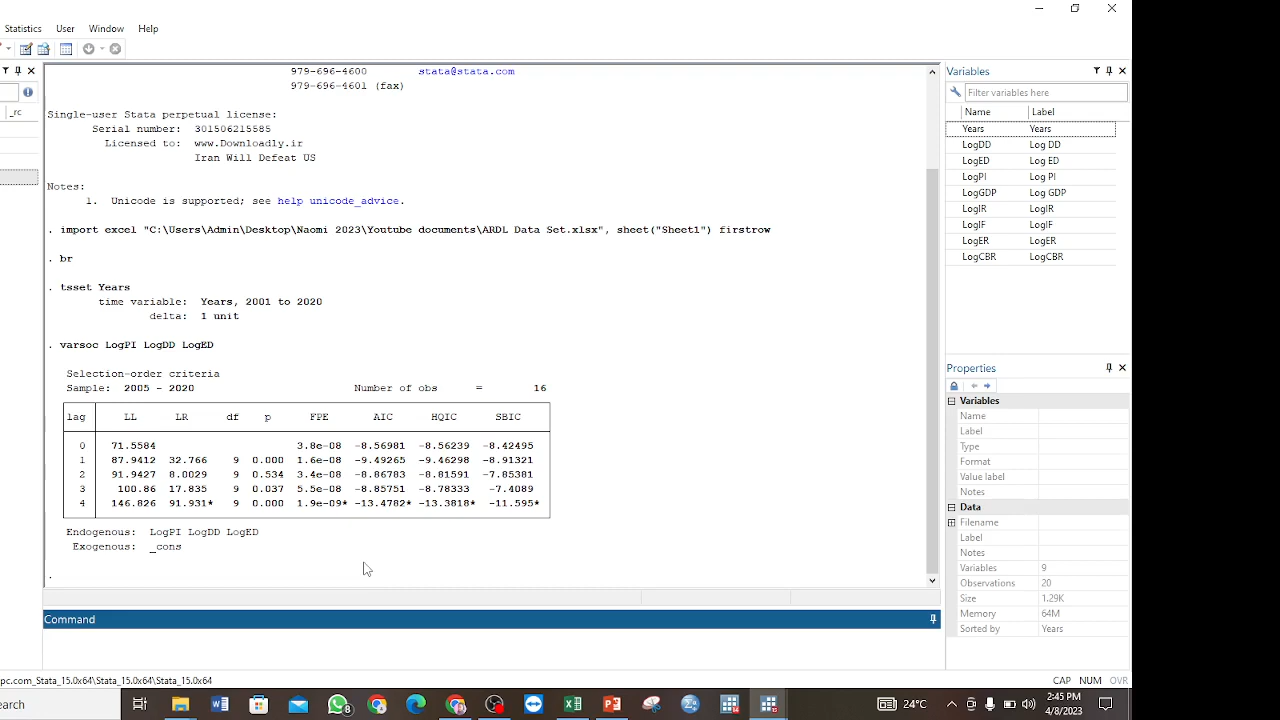 Statistics User Window Help
_rc
979-696-4600 stata@stata.com
979-696-4601 (fax)
Single-user Stata perpetual license:
Serial number: 301506215585
Licensed to: www.Downloadly.ir
Iran Will Defeat US
Notes:
1. Unicode is supported; see help unicode_advice.
. import excel "C:\Users\Admin\Desktop\Naomi 2023\Youtube documents\ARDL Data Set.xlsx", sheet("Sheet1") firstrow
. br
. tsset Years
time variable: Years, 2001 to 2020
delta: 1 unit
. varsoc LogPI LogDD LogED
Selection-order criteria
Sample: 2005 - 2020 Number of obs = 16
lag LL LR df p FPE AIC HQIC SBIC
0 71.5584 3.8e-08 -8.56981 -8.56239 -8.42495
1 87.9412 32.766 9 0.000 1.6e-08 -9.49265 -9.46298 -8.91321
2 91.9427 8.0029 9 0.534 3.4e-08 -8.86783 -8.81591 -7.85381
3 100.86 17.835 9 0.037 5.5e-08 -8.85751 -8.78333 -7.4089
4 146.826 91.931* 9 0.000 1.9e-09* -13.4782* -13.3818* -11.595*
Endogenous: LogPI LogDD LogED
Exogenous: _cons
.
Command
Variables
Filter variables here
Name Label
Years Years
LogDD Log DD
LogED Log ED
LogPI Log PI
LogGDP Log GDP
LogIR LogIR
LogIF LogIF
LogER LogER
LogCBR LogCBR
Properties
Variables
Name
Label
Type
Format
Value label
Notes
Data
Filename
Label
Notes
Variables 9
Observations 20
Size 1.29K
Memory 64M
Sorted by Years
pc.com_Stata_15.0x64\Stata_15.0x64 CAP NUM OVR
earch 8 24°C 2:45 PM
4/8/2023